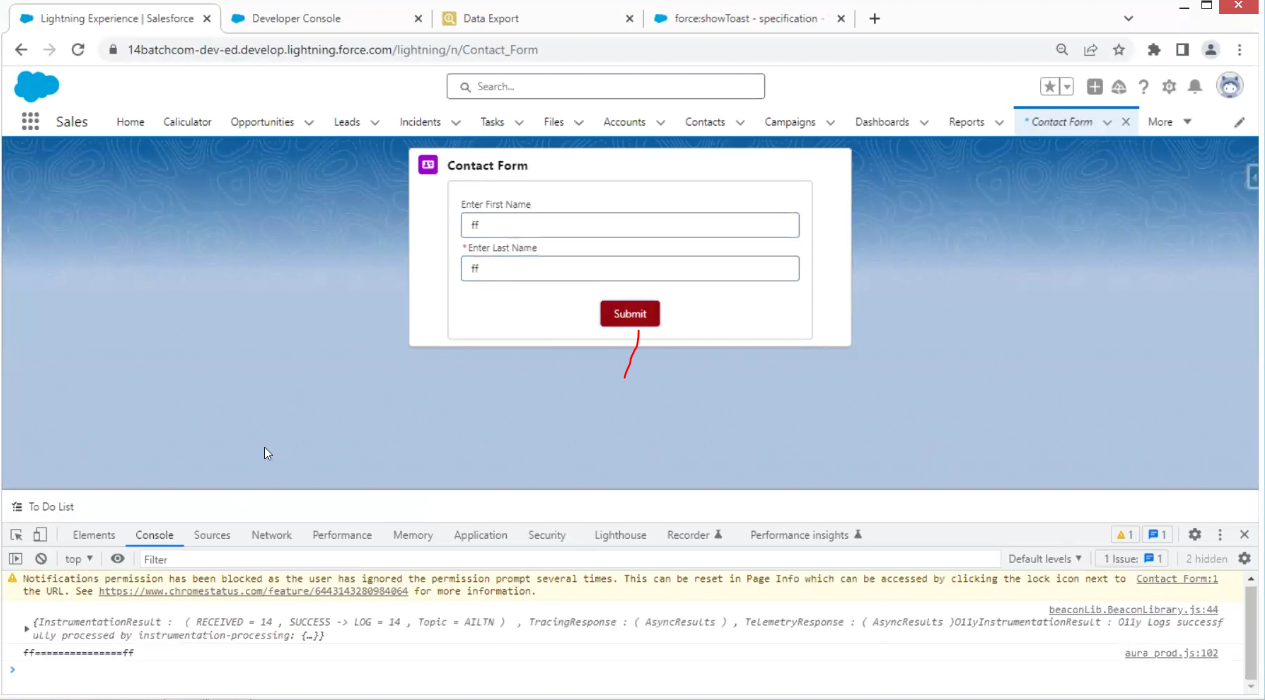 Lightning Experience | Salesforce
Developer Console
Data Export
force:showToast - specification -
14batchcom-dev-ed.develop.lightning.force.com/lightning/n/Contact_Form
Search...
Sales
Home
Calculator
Opportunities
Leads
Incidents
Tasks
Files
Accounts
Contacts
Campaigns
Dashboards
Reports
* Contact Form
More
Contact Form
Enter First Name
ff
*Enter Last Name
ff
Submit
To Do List
Elements
Console
Sources
Network
Performance
Memory
Application
Security
Lighthouse
Recorder
Performance insights
1
1
top
Filter
Default levels
1 Issue:
1
2 hidden
Notifications permission has been blocked as the user has ignored the permission prompt several times. This can be reset in Page Info which can be accessed by clicking the lock icon next to
Contact Form:1
the URL. See https://www.chromestatus.com/feature/6443143280984064 for more information.
beaconLib.BeaconLibrary.js:44
{InstrumentationResult : ( RECEIVED = 14 , SUCCESS -> LOG = 14 , Topic = AILTN ) , TracingResponse : ( AsyncResults ) , TelemetryResponse : ( AsyncResults )O11yInstrumentationResult : O11y Logs successf
ully processed by instrumentation-processing: {…}}
ff===============ff
aura_prod.js:102